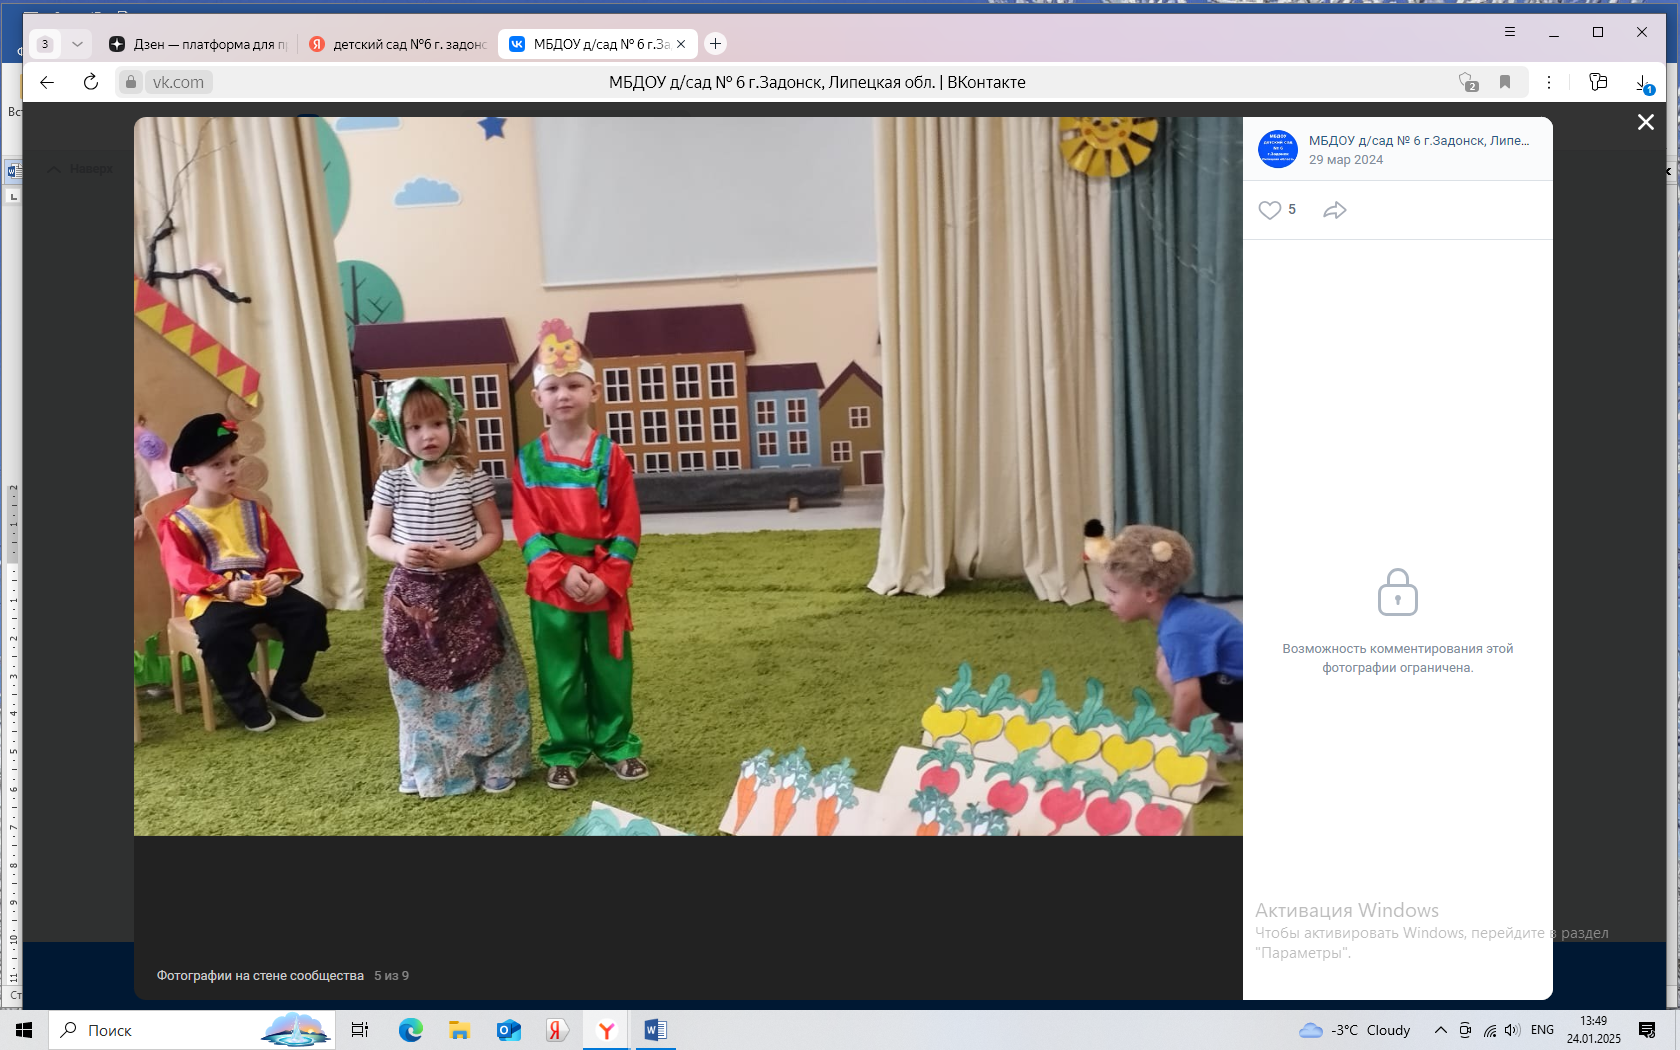 3
Дзен — платформа для п
детский сад №6 г. задонс
МБДОУ д/сад № 6 г.За
vk.com
МБДОУ д/сад № 6 г.Задонск, Липецкая обл. | ВКонтакте
2
1
Наверх
МБДОУ д/сад № 6 г.Задонск, Липе...
29 мар 2024
5
Возможность комментирования этой
фотографии ограничена.
Активация Windows
Чтобы активировать Windows, перейдите в раздел
"Параметры".
Фотографии на стене сообщества 5 из 9
Поиск
-3°C Cloudy
ENG
13:49
24.01.2025